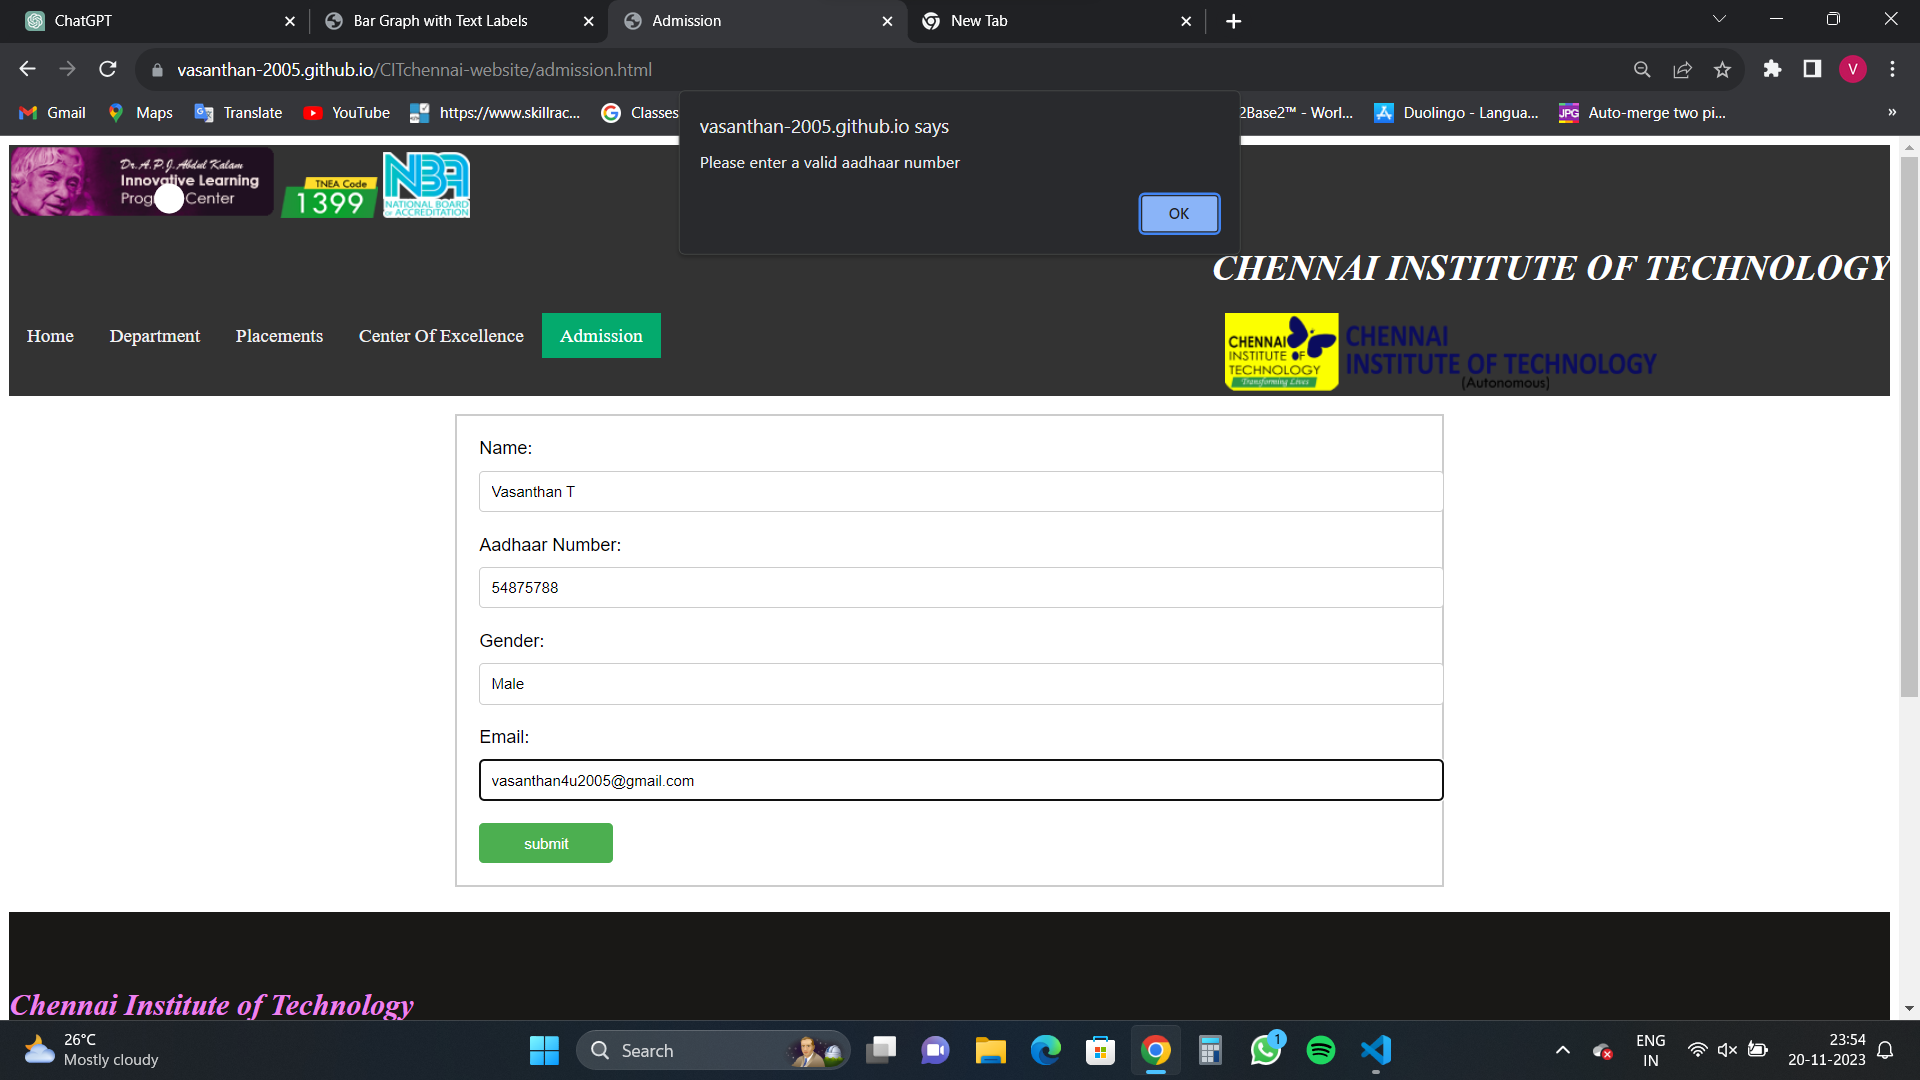 ChatGPT
Bar Graph with Text Labels
Admission
New Tab
vasanthan-2005.github.io/CITchennai-website/admission.html
V
Gmail
Maps
Translate
YouTube
https://www.skillrac...
Classes
2Base2™ - Worl...
Duolingo - Langua...
JPG
Auto-merge two pi...
vasanthan-2005.github.io says
Please enter a valid aadhaar number
OK
Dr. A.P.J. Abdul Kalam
Innovative Learning
Center
TNEA Code
1399
NBA
NATIONAL BOARD
OF ACCREDITATION
CHENNAI INSTITUTE OF TECHNOLOGY
Home
Department
Placements
Center Of Excellence
Admission
CHENNAI
INSTITUTE OF
TECHNOLOGY
Transforming Lives
CHENNAI
INSTITUTE OF TECHNOLOGY
(Autonomous)
Name:
Vasanthan T
Aadhaar Number:
54875788
Gender:
Male
Email:
vasanthan4u2005@gmail.com
submit
Chennai Institute of Technology
26°C
Mostly cloudy
Search
1
ENG
IN
23:54
20-11-2023